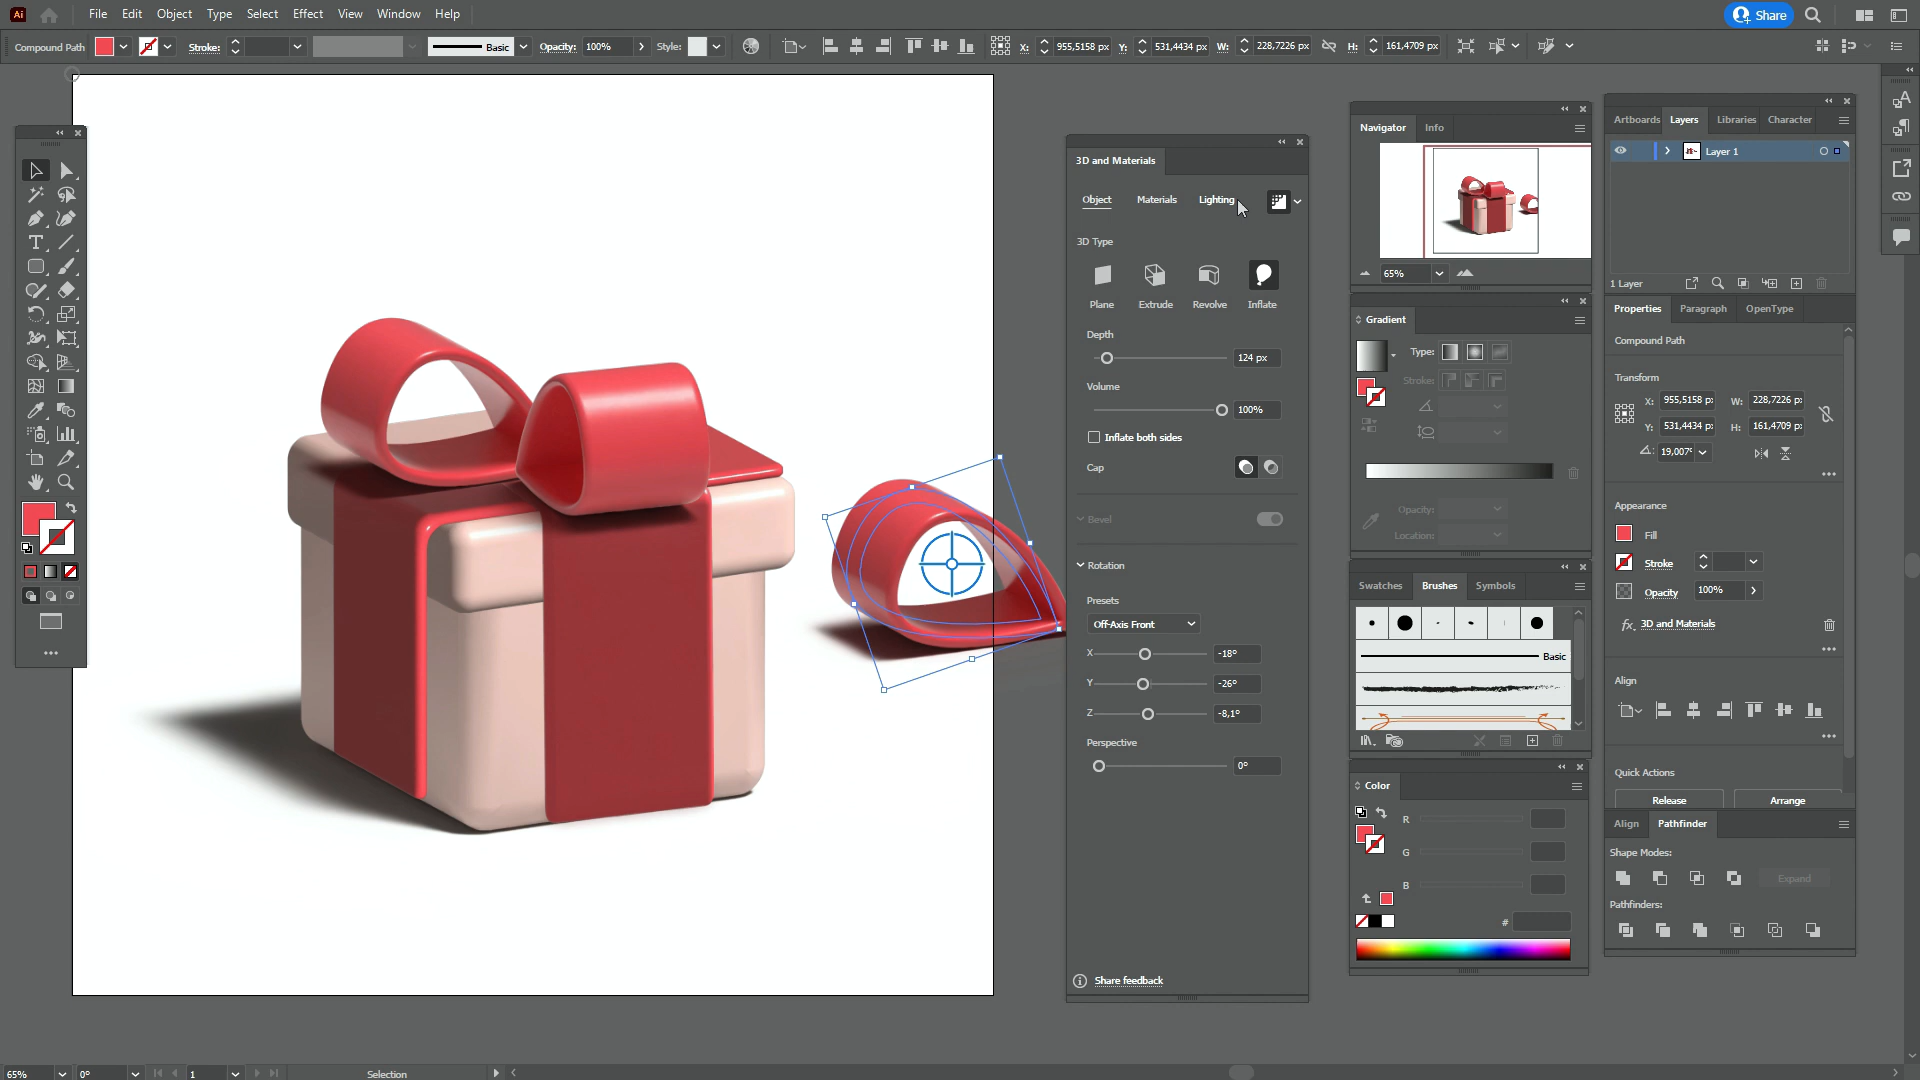 Ai File Edit Object Type Select Effect View Window Help Share
Compound Path Stroke: Basic Opacity: 100% Style: X: 955,5158 px Y: 531,4434 px W: 228,7226 px H: 161,4709 px
3D and Materials
Object Materials Lighting
3D Type
Plane Extrude Revolve Inflate
Depth
124 px
Volume
100%
Inflate both sides
Cap
Bevel
Rotation
Presets
Off-Axis Front
X -18°
Y -26°
Z -8,1°
Perspective
0°
Share feedback
Navigator Info
65%
Gradient
Type:
Stroke:
Opacity:
Location:
Swatches Brushes Symbols
Basic
Color
R
G
B
#
Artboards Layers Libraries Character
Layer 1
1 Layer
Properties Paragraph OpenType
Compound Path
Transform
X: 955,5158 p W: 228,7226 p
Y: 531,4434 p H: 161,4709 p
19,007°
Appearance
Fill
Stroke
Opacity 100%
fx. 3D and Materials
Align
Quick Actions
Release Arrange
Align Pathfinder
Shape Modes:
Expand
Pathfinders:
65% 0° 1 Selection